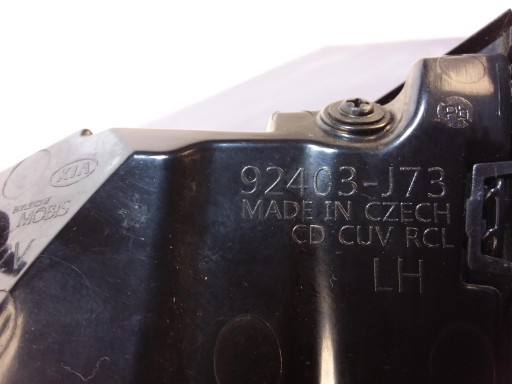 KIA
MOBIS
92403-J73
MADE IN CZECH
CD CUV RCL
LH